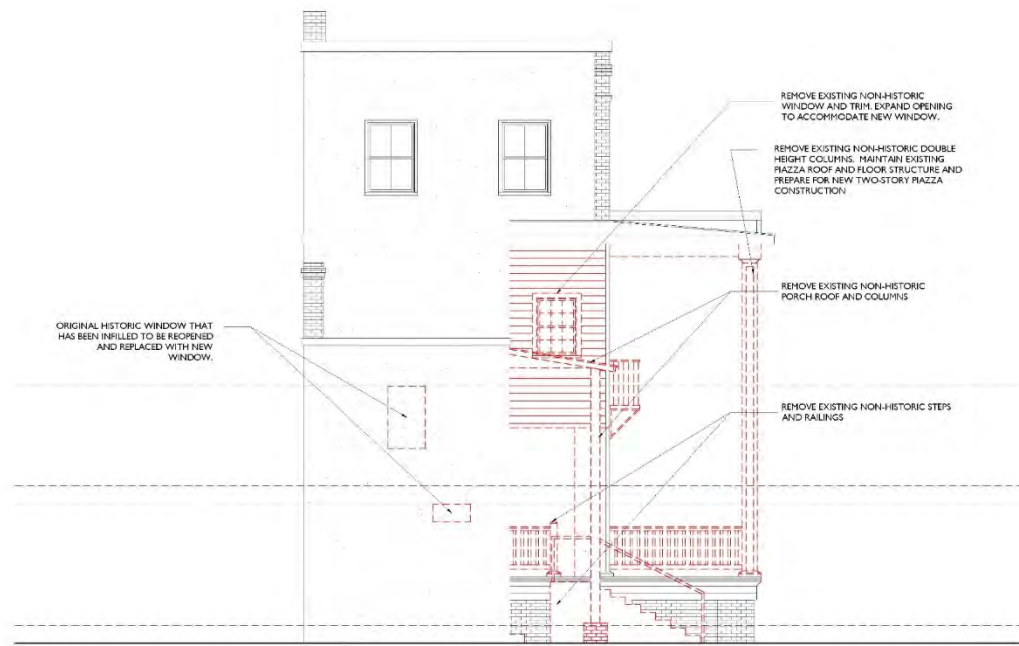 REMOVE EXISTING NON-HISTORIC
WINDOW AND TRIM. EXPAND OPENING
TO ACCOMMODATE NEW WINDOW.
REMOVE EXISTING NON-HISTORIC DOUBLE
HEIGHT COLUMNS. MAINTAIN EXISTING
PIAZZA ROOF AND FLOOR STRUCTURE AND
PREPARE FOR NEW TWO-STORY PIAZZA
CONSTRUCTION
REMOVE EXISTING NON-HISTORIC
PORCH ROOF AND COLUMNS
ORIGINAL HISTORIC WINDOW THAT
HAS BEEN INFILLED TO BE REOPENED
AND REPLACED WITH NEW
WINDOW.
REMOVE EXISTING NON-HISTORIC STEPS
AND RAILINGS